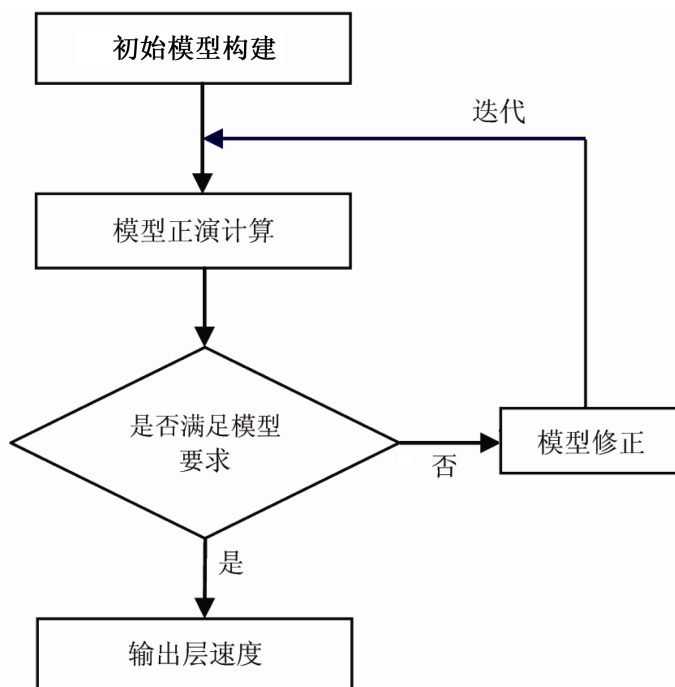 初始模型构建
迭代
模型正演计算
是否满足模型
要求
否
模型修正
是
输出层速度